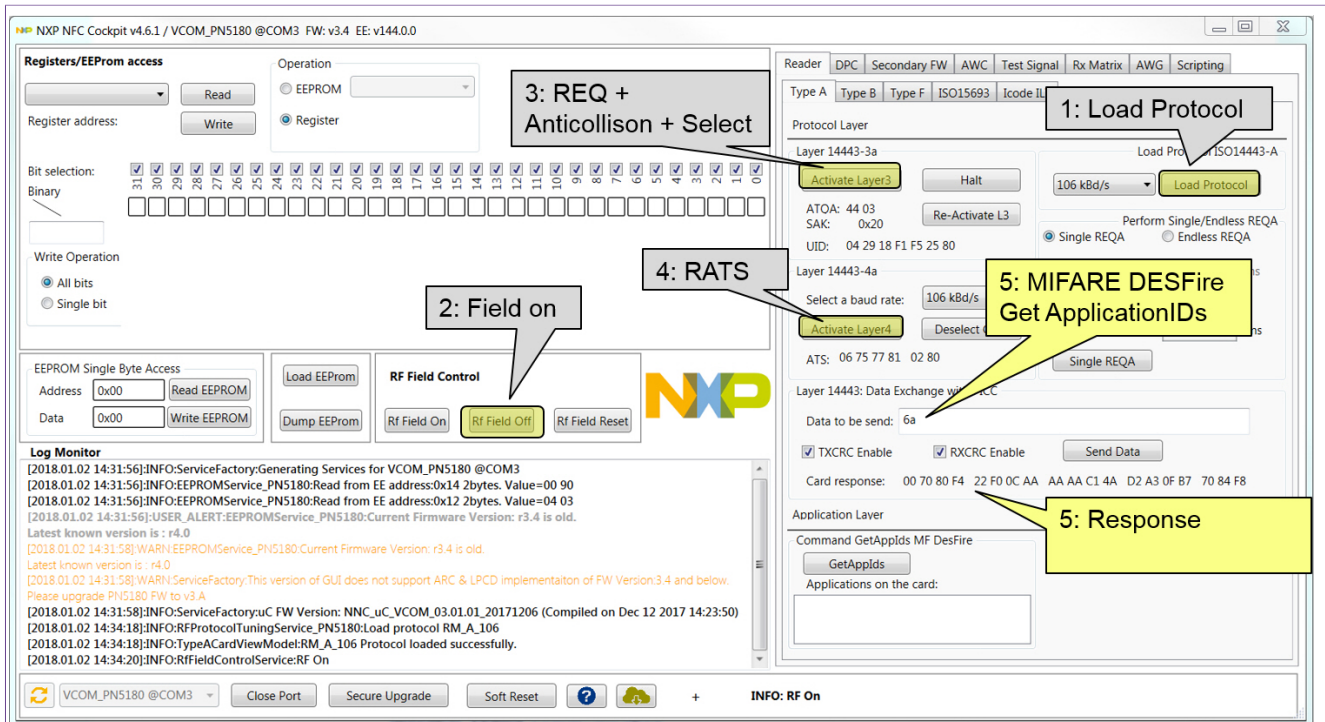 NXP NFC Cockpit v4.6.1 / VCOM_PN5180 @COM3 FW: v3.4 EE: v144.0.0
Registers/EEProm access
Operation
Read
EEPROM
Register address:
Write
Register
Bit selection:
31 30 29 28 27 26 25 24 23 22 21 20 19 18 17 16 15 14 13 12 11 10 9 8 7 6 5 4 3 2 1 0
Binary
Write Operation
All bits
Single bit
3: REQ +
Anticollison + Select
2: Field on
EEPROM Single Byte Access
Address 0x00 Read EEPROM
Data 0x00 Write EEPROM
Load EEProm
Dump EEProm
RF Field Control
Rf Field On Rf Field Off Rf Field Reset
NXP
Log Monitor
[2018.01.02 14:31:56]:INFO:ServiceFactory:Generating Services for VCOM_PN5180 @COM3
[2018.01.02 14:31:56]:INFO:EEPROMService_PN5180:Read from EE address:0x14 2bytes. Value=00 90
[2018.01.02 14:31:56]:INFO:EEPROMService_PN5180:Read from EE address:0x12 2bytes. Value=04 03
[2018.01.02 14:31:56]:USER_ALERT:EEPROMService_PN5180:Current Firmware Version: r3.4 is old.
Latest known version is : r4.0
[2018.01.02 14:31:58]:WARN:EEPROMService_PN5180:Current Firmware Version: r3.4 is old.
Latest known version is : r4.0
[2018.01.02 14:31:58]:WARN:ServiceFactory:This version of GUI does not support ARC & LPCD implementaiton of FW Version:3.4 and below.
Please upgrade PN5180 FW to v3.A
[2018.01.02 14:31:58]:INFO:ServiceFactory:uC FW Version: NNC_uC_VCOM_03.01.01_20171206 (Compiled on Dec 12 2017 14:23:50)
[2018.01.02 14:34:18]:INFO:RFProtocolTuningService_PN5180:Load protocol RM_A_106
[2018.01.02 14:34:18]:INFO:TypeACardViewModel:RM_A_106 Protocol loaded successfully.
[2018.01.02 14:34:20]:INFO:RfFieldControlService:RF On
Reader DPC Secondary FW AWC Test Signal Rx Matrix AWG Scripting
Type A Type B Type F ISO15693 Icode IL
1: Load Protocol
Protocol Layer
Layer 14443-3a
Load Protocol ISO14443-A
Activate Layer3 Halt
106 kBd/s Load Protocol
ATQA: 44 03
SAK: 0x20
Re-Activate L3
UID: 04 29 18 F1 F5 25 80
Perform Single/Endless REQA
Single REQA Endless REQA
4: RATS
Layer 14443-4a
Select a baud rate: 106 kBd/s
Activate Layer4 Deselect
ATS: 06 75 77 81 02 80
Single REQA
5: MIFARE DESFire
Get ApplicationIDs
Layer 14443: Data Exchange with
Data to be send: 6a
TXCRC Enable RXCRC Enable Send Data
Card response: 00 70 80 F4 22 F0 0C AA AA AA C1 4A D2 A3 0F B7 70 84 F8
5: Response
Application Layer
Command GetAppIds MF DesFire
GetAppIds
Applications on the card:
VCOM_PN5180 @COM3 Close Port Secure Upgrade Soft Reset ? + INFO: RF On